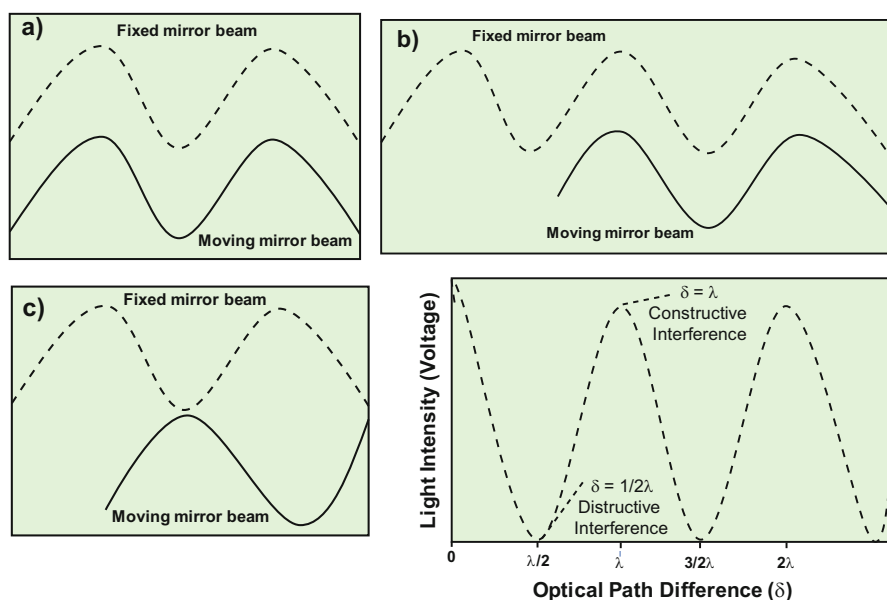 a)
Fixed mirror beam
Moving mirror beam
b)
Fixed mirror beam
Moving mirror beam
c)
Fixed mirror beam
Moving mirror beam
Light Intensity (Voltage)
δ = λ
Constructive
Interference
δ = 1/2λ
Distructive
Interference
0 λ/2 λ 3/2λ 2λ
Optical Path Difference (δ)